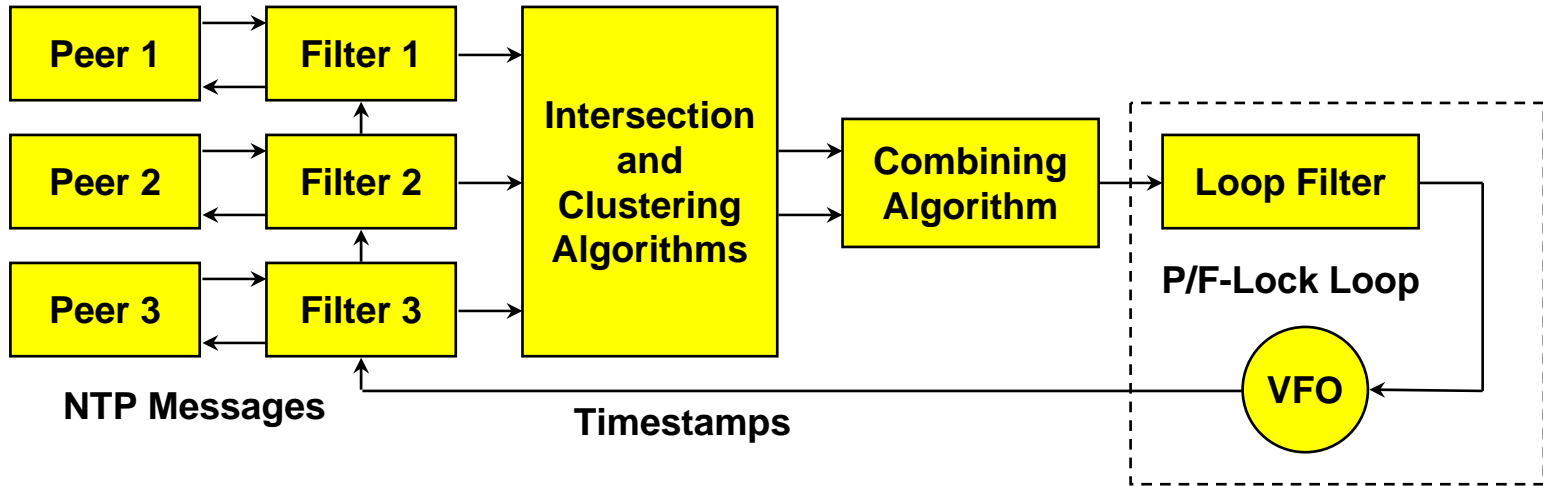 Peer 1
Filter 1
Peer 2
Filter 2
Peer 3
Filter 3
Intersection
and
Clustering
Algorithms
Combining
Algorithm
Loop Filter
P/F-Lock Loop
VFO
NTP Messages
Timestamps